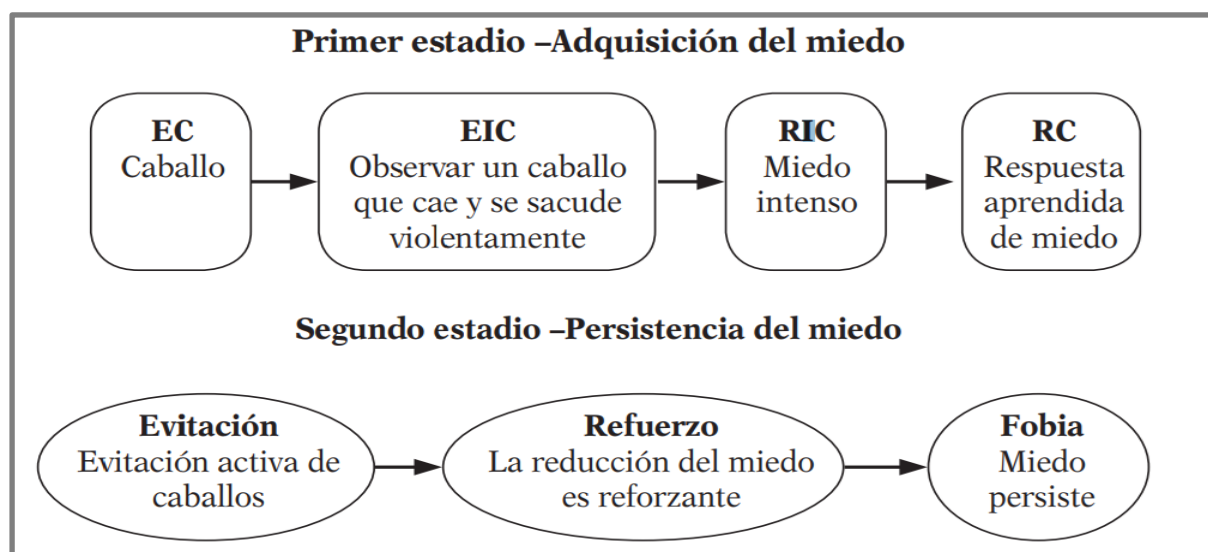 Primer estadio –Adquisición del miedo
EC
Caballo
EIC
Observar un caballo
que cae y se sacude
violentamente
RIC
Miedo
intenso
RC
Respuesta
aprendida
de miedo
Segundo estadio –Persistencia del miedo
Evitación
Evitación activa de
caballos
Refuerzo
La reducción del miedo
es reforzante
Fobia
Miedo
persiste